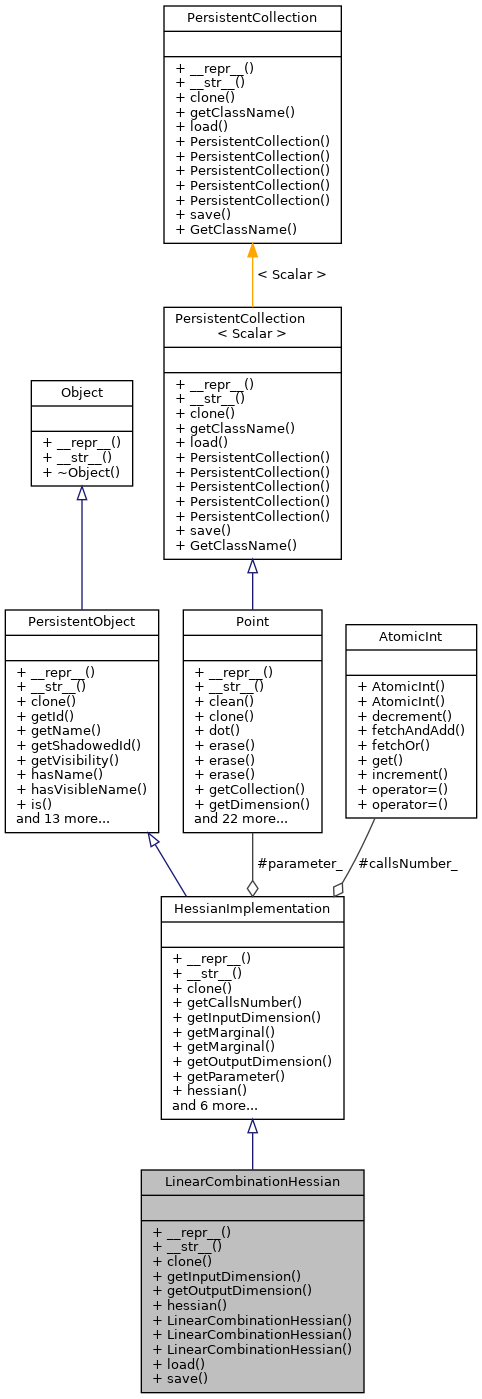 PersistentCollection
+ __repr__()
+ __str__()
+ clone()
+ getClassName()
+ load()
+ PersistentCollection()
+ PersistentCollection()
+ PersistentCollection()
+ PersistentCollection()
+ PersistentCollection()
+ save()
+ GetClassName()
< Scalar >
PersistentCollection
< Scalar >
+ __repr__()
+ __str__()
+ clone()
+ getClassName()
+ load()
+ PersistentCollection()
+ PersistentCollection()
+ PersistentCollection()
+ PersistentCollection()
+ PersistentCollection()
+ save()
+ GetClassName()
Object
+ __repr__()
+ __str__()
+ ~Object()
PersistentObject
+ __repr__()
+ __str__()
+ clone()
+ getId()
+ getName()
+ getShadowedId()
+ getVisibility()
+ hasName()
+ hasVisibleName()
+ is()
and 13 more...
Point
+ __repr__()
+ __str__()
+ clean()
+ clone()
+ dot()
+ erase()
+ erase()
+ erase()
+ getCollection()
+ getDimension()
and 22 more...
AtomicInt
+ AtomicInt()
+ AtomicInt()
+ decrement()
+ fetchAndAdd()
+ fetchOr()
+ get()
+ increment()
+ operator=()
+ operator=()
#parameter_
#callsNumber_
HessianImplementation
+ __repr__()
+ __str__()
+ clone()
+ getCallsNumber()
+ getInputDimension()
+ getMarginal()
+ getMarginal()
+ getOutputDimension()
+ getParameter()
+ hessian()
and 6 more...
LinearCombinationHessian
+ __repr__()
+ __str__()
+ clone()
+ getInputDimension()
+ getOutputDimension()
+ hessian()
+ LinearCombinationHessian()
+ LinearCombinationHessian()
+ LinearCombinationHessian()
+ load()
+ save()